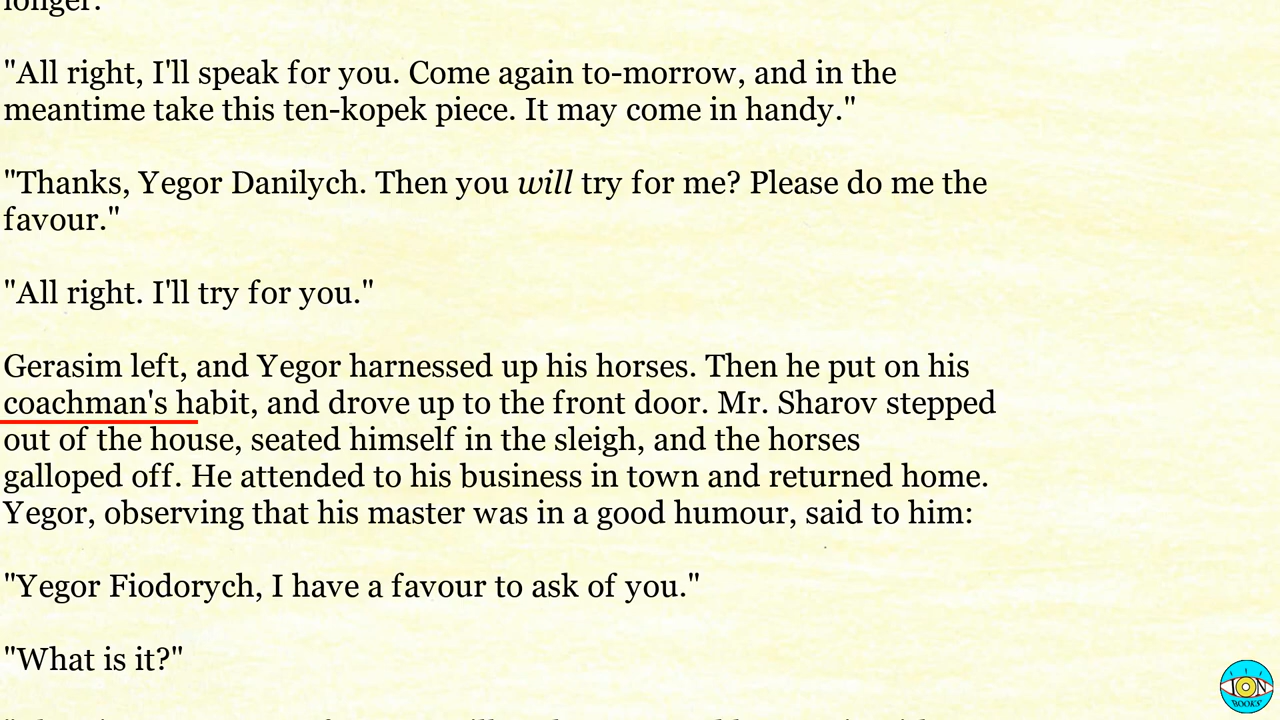 longer.
"All right, I'll speak for you. Come again to-morrow, and in the
meantime take this ten-kopek piece. It may come in handy."
"Thanks, Yegor Danilych. Then you will try for me? Please do me the
favour."
"All right. I'll try for you."
Gerasim left, and Yegor harnessed up his horses. Then he put on his
coachman's habit, and drove up to the front door. Mr. Sharov stepped
out of the house, seated himself in the sleigh, and the horses
galloped off. He attended to his business in town and returned home.
Yegor, observing that his master was in a good humour, said to him:
"Yegor Fiodorych, I have a favour to ask of you."
"What is it?"
ION
BOOKS